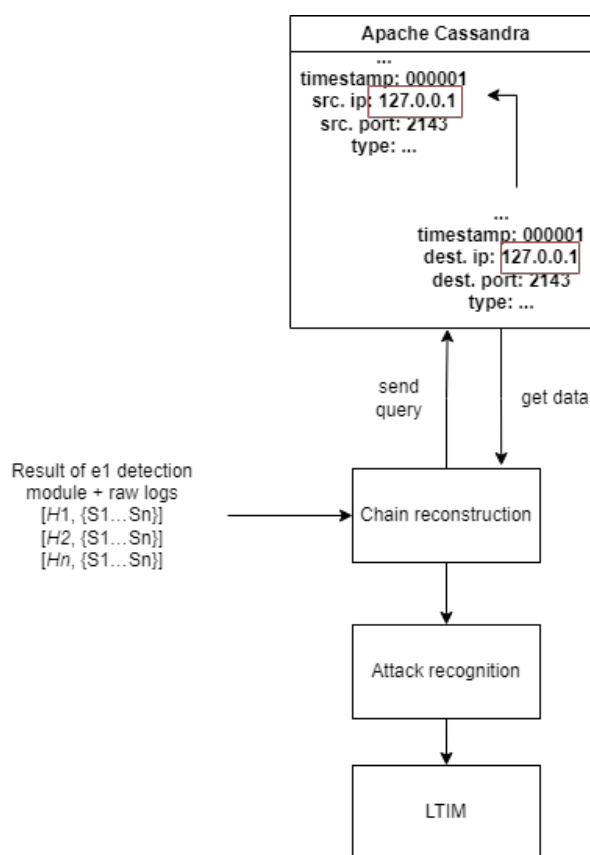 Apache Cassandra
...
timestamp: 000001
src. ip: 127.0.0.1
src. port: 2143
type: ...
...
timestamp: 000001
dest. ip: 127.0.0.1
dest. port: 2143
type: ...
send
query
get data
Result of e1 detection
module + raw logs
[H1, {S1...Sn}]
[H2, {S1...Sn}]
[Hn, {S1...Sn}]
Chain reconstruction
Attack recognition
LTIM